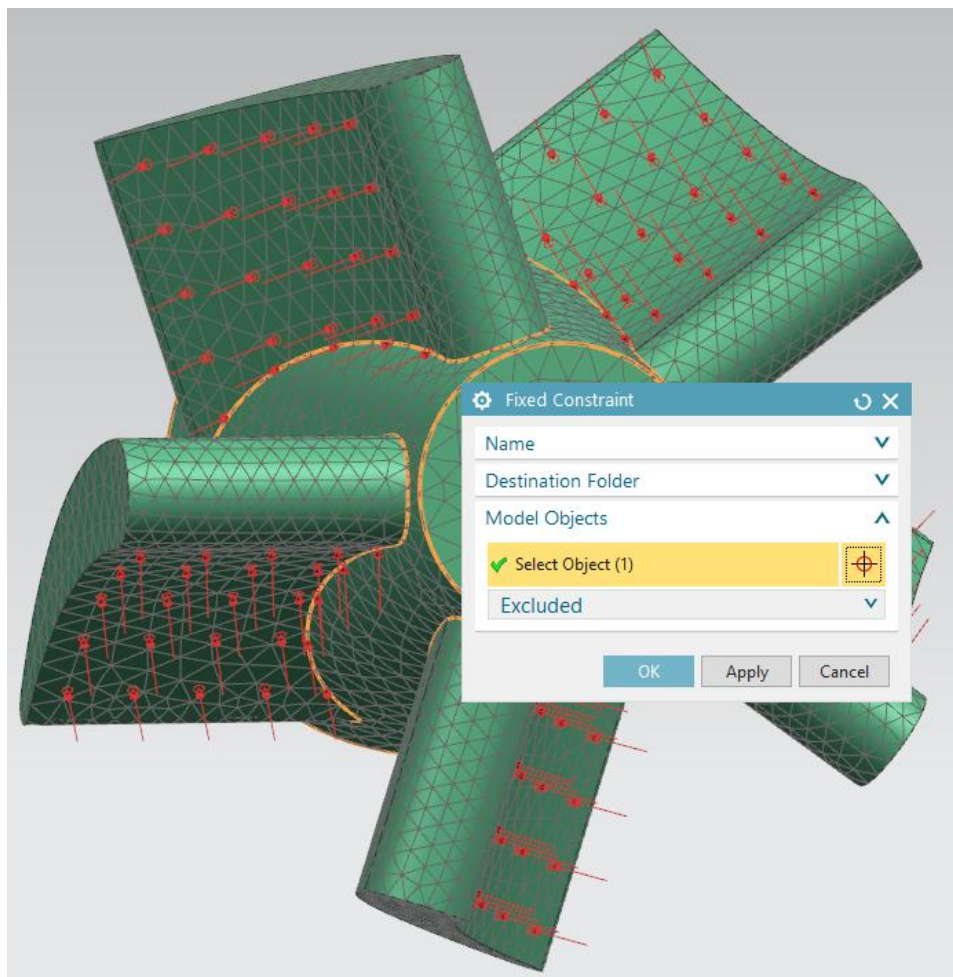 Fixed Constraint
Name
Destination Folder
Model Objects
Select Object (1)
Excluded
OK Apply Cancel